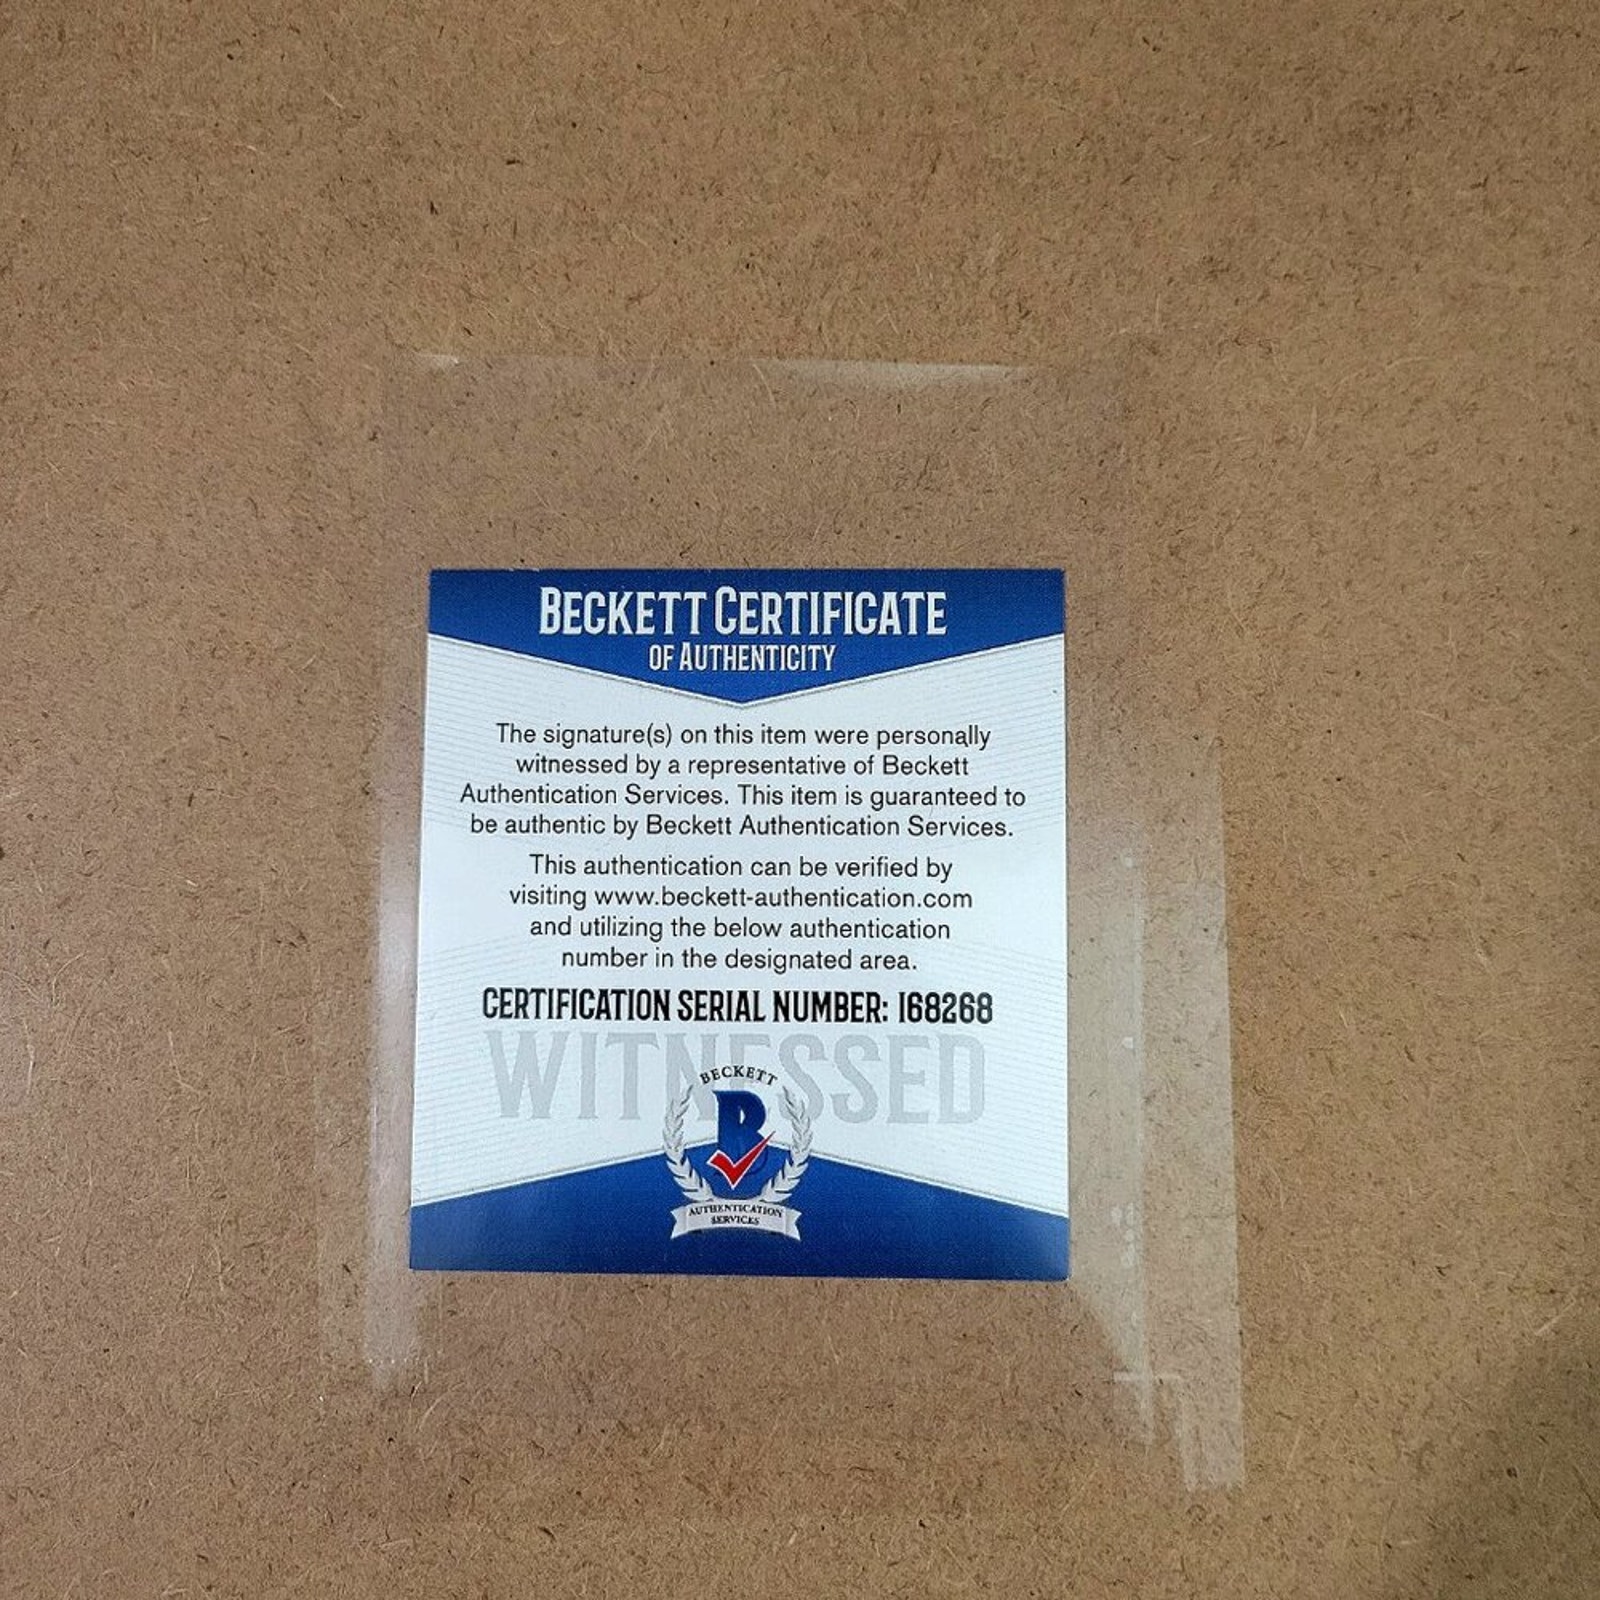 BECKETT CERTIFICATE
OF AUTHENTICITY
The signature(s) on this item were personally
witnessed by a representative of Beckett
Authentication Services. This item is guaranteed to
be authentic by Beckett Authentication Services.
This authentication can be verified by
visiting www.beckett-authentication.com
and utilizing the below authentication
number in the designated area.
CERTIFICATION SERIAL NUMBER: I68268
WITNESSED
BECKETT
B
AUTHENTICATION
SERVICES